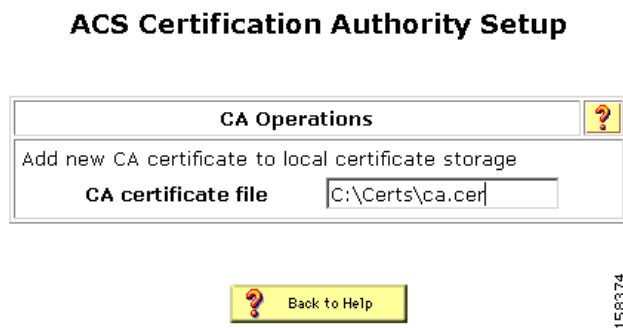 ACS Certification Authority Setup
CA Operations
?
Add new CA certificate to local certificate storage
CA certificate file C:\Certs\ca.cer
? Back to Help
158374